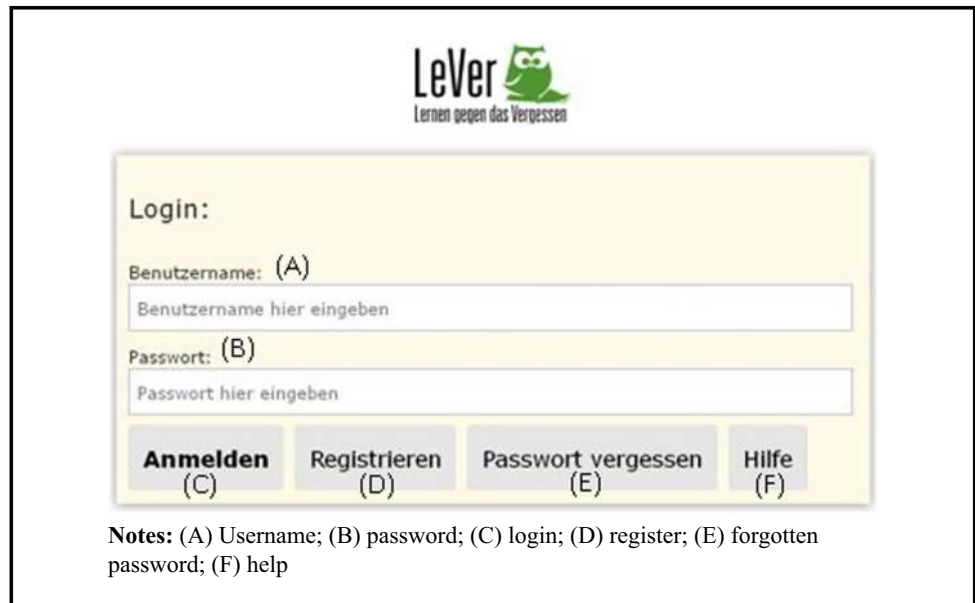 LeVer
Lernen gegen das Vergessen
Login:
Benutzername: (A)
Benutzername hier eingeben
Passwort: (B)
Passwort hier eingeben
Anmelden Registrieren Passwort vergessen Hilfe
(C) (D) (E) (F)
Notes: (A) Username; (B) password; (C) login; (D) register; (E) forgotten
password; (F) help